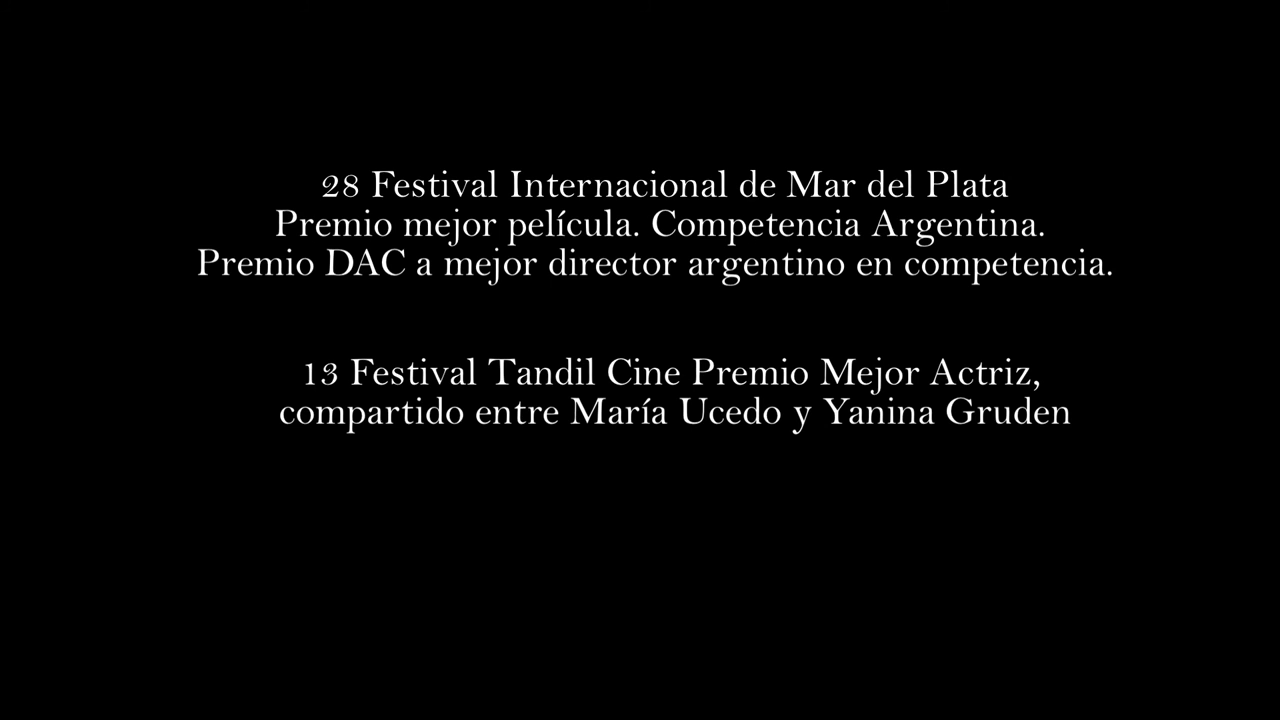 28 Festival Internacional de Mar del Plata
Premio mejor película. Competencia Argentina.
Premio DAC a mejor director argentino en competencia.
13 Festival Tandil Cine Premio Mejor Actriz,
compartido entre María Ucedo y Yanina Gruden